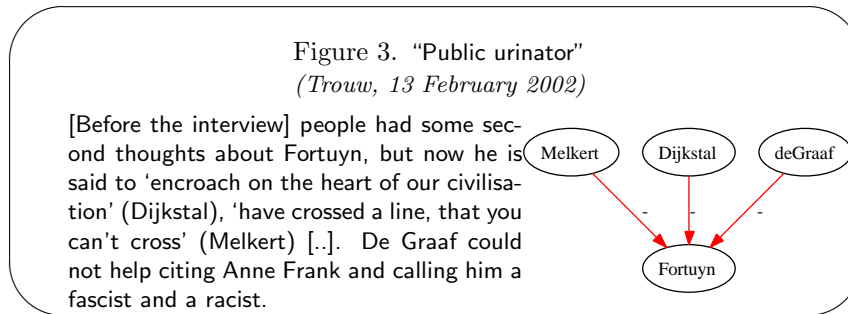 Figure 3. “Public urinator”
(Trouw, 13 February 2002)
[Before the interview] people had some sec-
ond thoughts about Fortuyn, but now he is
said to ‘encroach on the heart of our civilisa-
tion’ (Dijkstal), ‘have crossed a line, that you
can’t cross’ (Melkert) [..]. De Graaf could
not help citing Anne Frank and calling him a
fascist and a racist.
Melkert Dijkstal deGraaf
- - -
Fortuyn